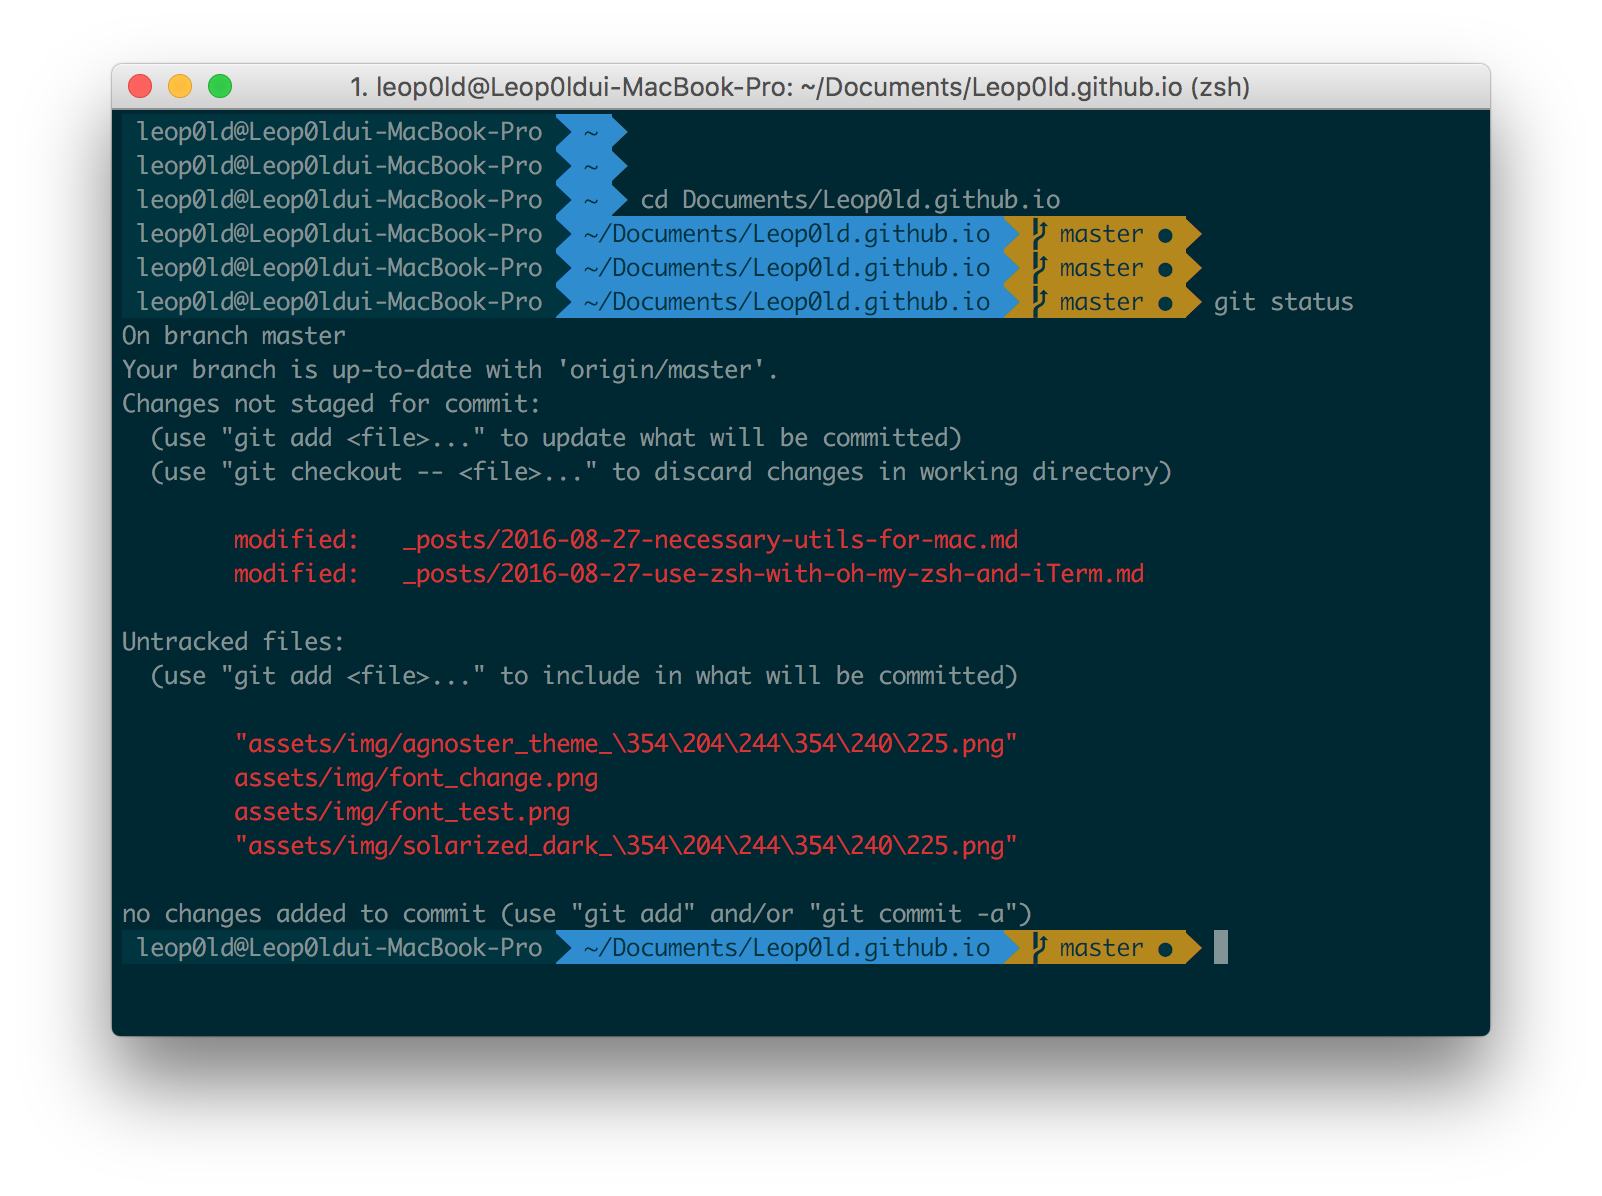 1. leop0ld@Leop0ldui-MacBook-Pro: ~/Documents/Leop0ld.github.io (zsh)
leop0ld@Leop0ldui-MacBook-Pro ~
leop0ld@Leop0ldui-MacBook-Pro ~
leop0ld@Leop0ldui-MacBook-Pro ~ cd Documents/Leop0ld.github.io
leop0ld@Leop0ldui-MacBook-Pro ~/Documents/Leop0ld.github.io master ●
leop0ld@Leop0ldui-MacBook-Pro ~/Documents/Leop0ld.github.io master ●
leop0ld@Leop0ldui-MacBook-Pro ~/Documents/Leop0ld.github.io master ● git status
On branch master
Your branch is up-to-date with 'origin/master'.
Changes not staged for commit:
(use "git add <file>..." to update what will be committed)
(use "git checkout -- <file>..." to discard changes in working directory)
modified: _posts/2016-08-27-necessary-utils-for-mac.md
modified: _posts/2016-08-27-use-zsh-with-oh-my-zsh-and-iTerm.md
Untracked files:
(use "git add <file>..." to include in what will be committed)
"assets/img/agnoster_theme_\354\204\244\354\240\225.png"
assets/img/font_change.png
assets/img/font_test.png
"assets/img/solarized_dark_\354\204\244\354\240\225.png"
no changes added to commit (use "git add" and/or "git commit -a")
leop0ld@Leop0ldui-MacBook-Pro ~/Documents/Leop0ld.github.io master ●